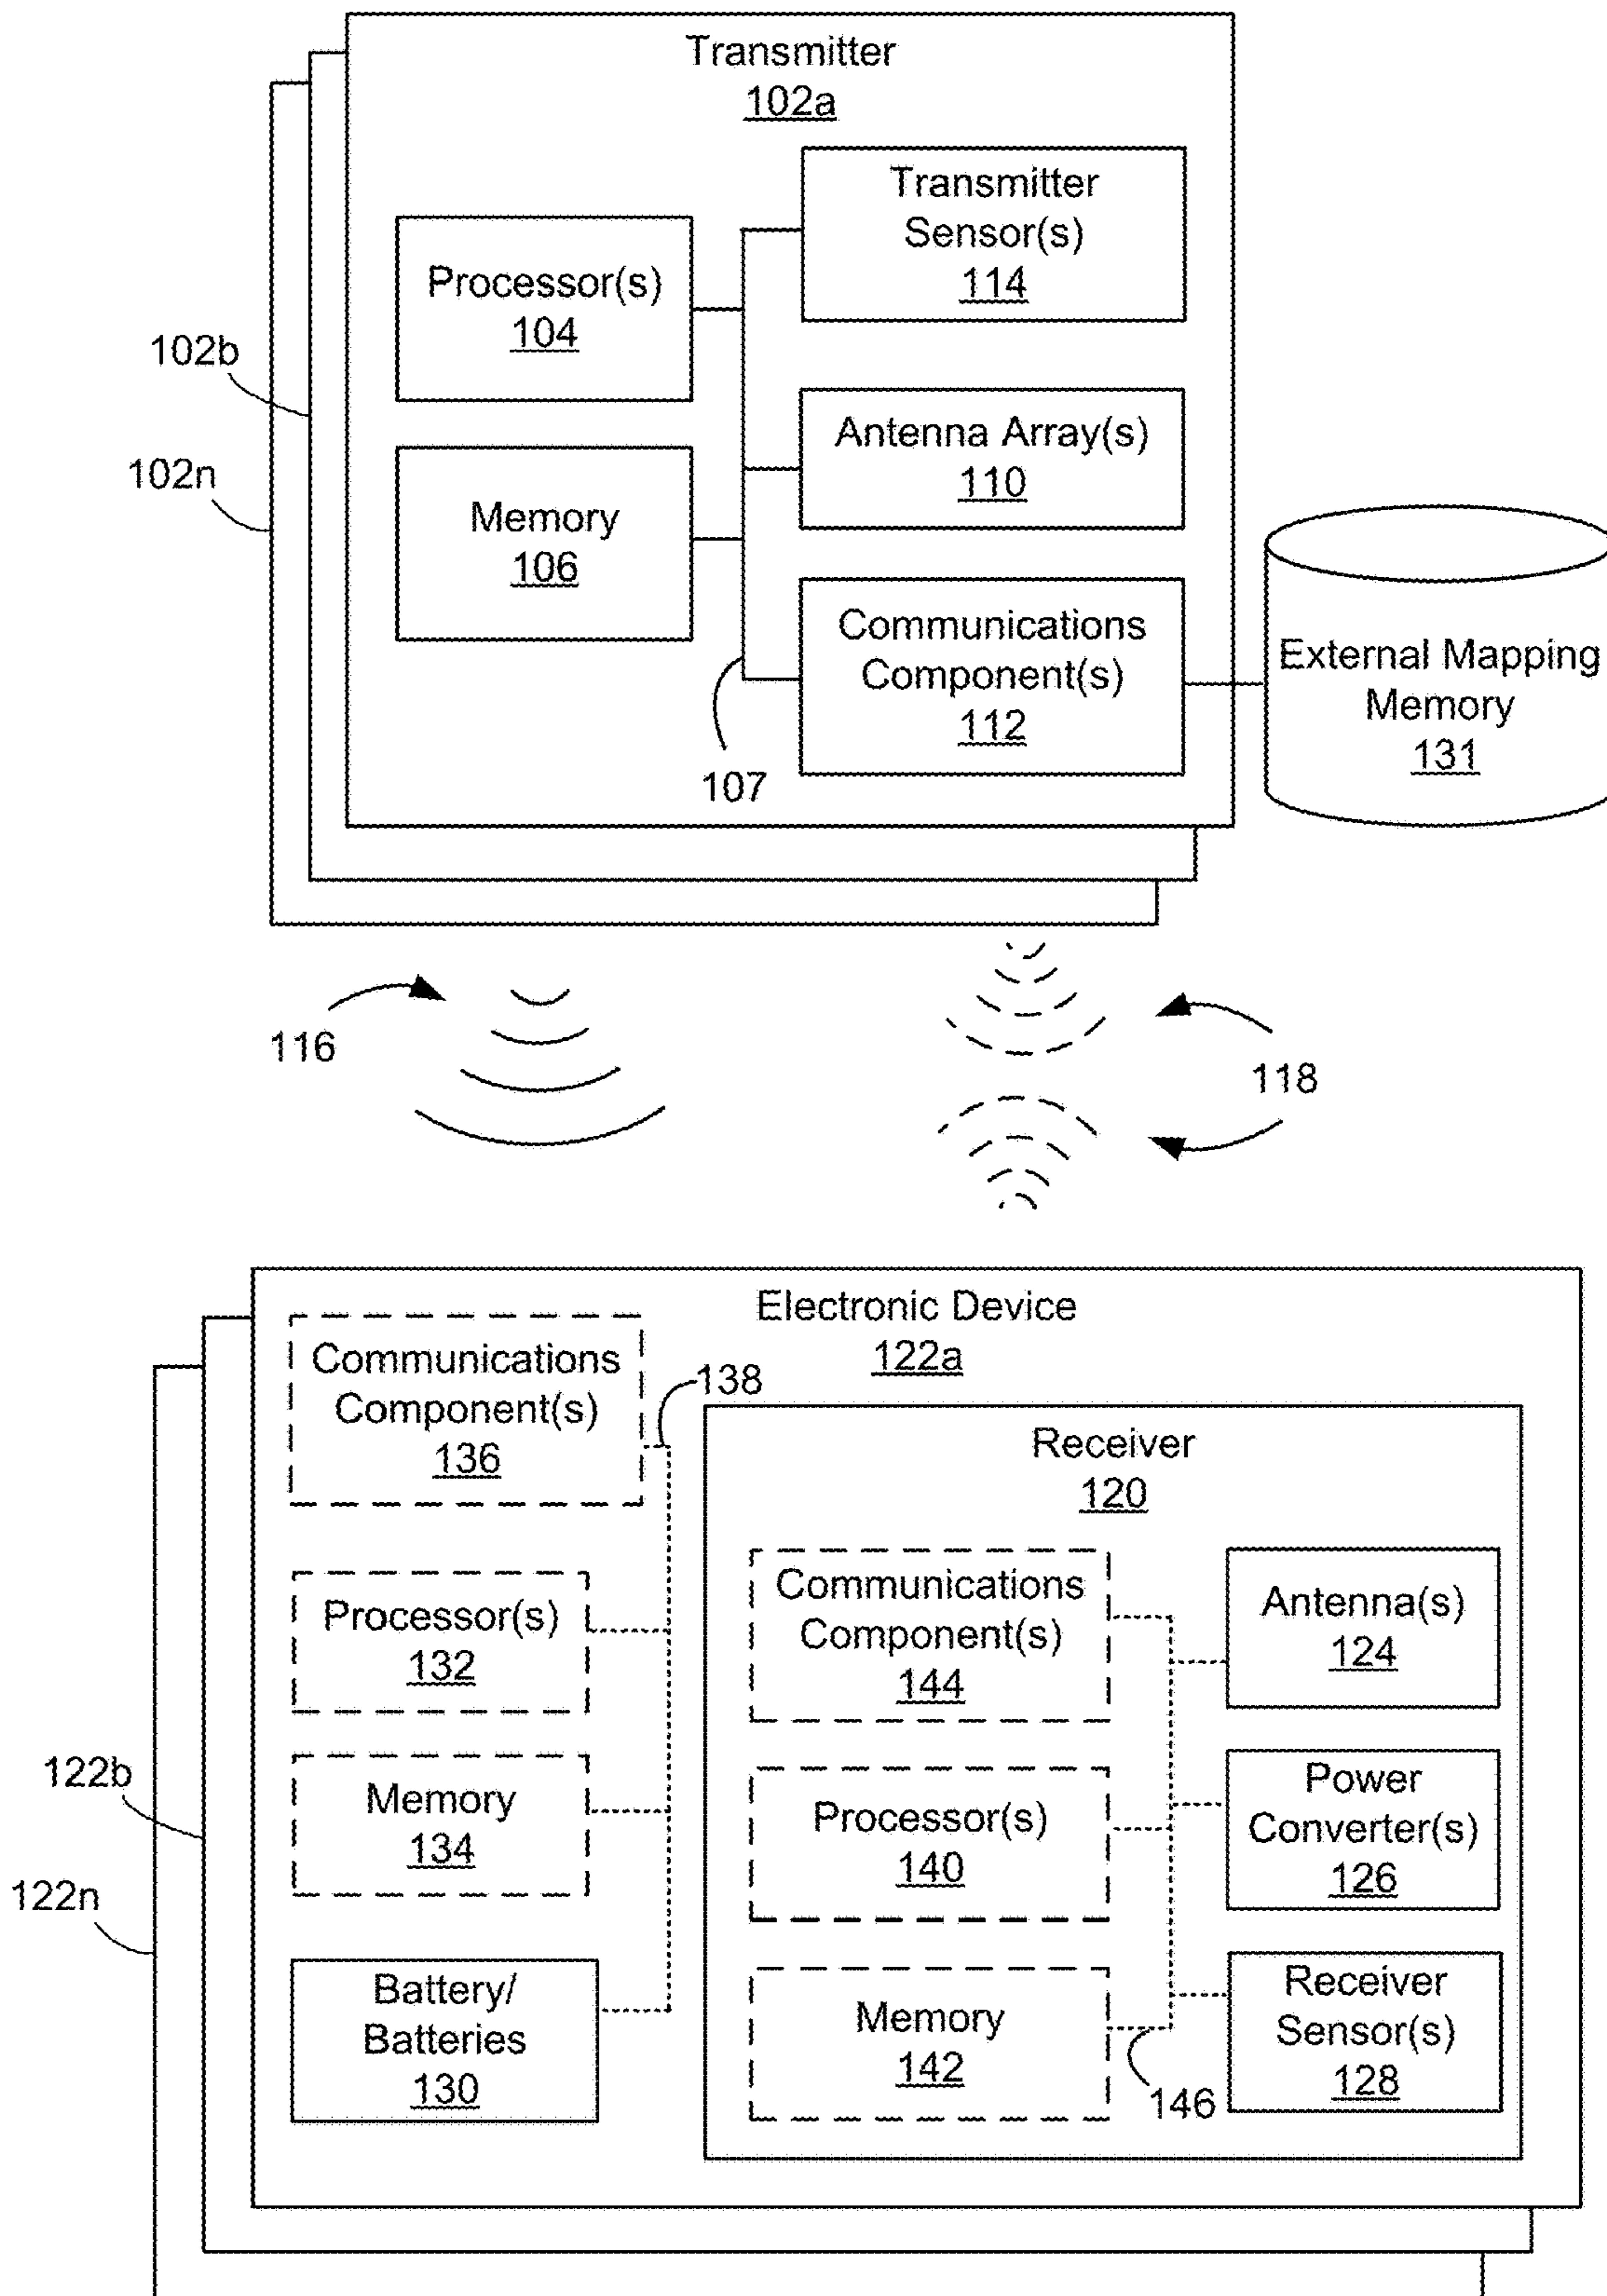 Transmitter
102a
Transmitter
Sensor(s)
114
Processor(s)
104
102b
Antenna Array(s)
110
102n
Memory
106
Communications
Component(s)
112
External Mapping
Memory
131
107
116
118
Electronic Device
122a
Communications
Component(s)
136
138
Receiver
120
Communications
Component(s)
144
Antenna(s)
124
Processor(s)
132
122b
Memory
134
Processor(s)
140
Power
Converter(s)
126
122n
Battery/
Batteries
130
Memory
142
146
Receiver
Sensor(s)
128